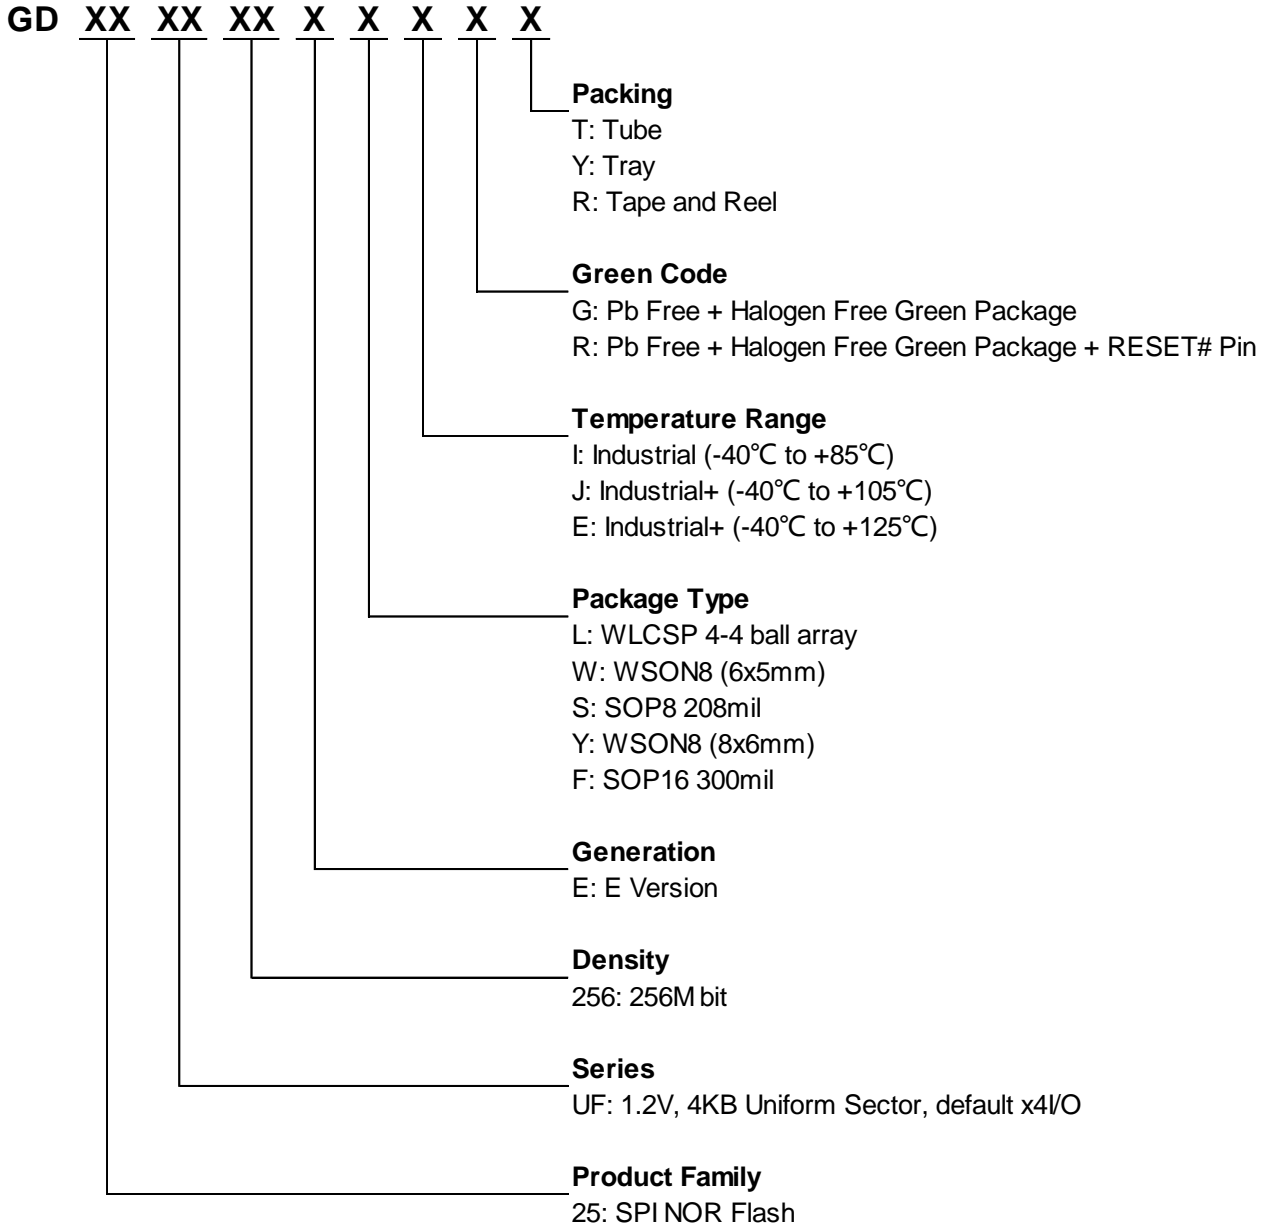 GD XX XX XX X X X X X
Packing
T: Tube
Y: Tray
R: Tape and Reel
Green Code
G: Pb Free + Halogen Free Green Package
R: Pb Free + Halogen Free Green Package + RESET# Pin
Temperature Range
I: Industrial (-40℃ to +85℃)
J: Industrial+ (-40℃ to +105℃)
E: Industrial+ (-40℃ to +125℃)
Package Type
L: WLCSP 4-4 ball array
W: WSON8 (6x5mm)
S: SOP8 208mil
Y: WSON8 (8x6mm)
F: SOP16 300mil
Generation
E: E Version
Density
256: 256M bit
Series
UF: 1.2V, 4KB Uniform Sector, default x4I/O
Product Family
25: SPI NOR Flash